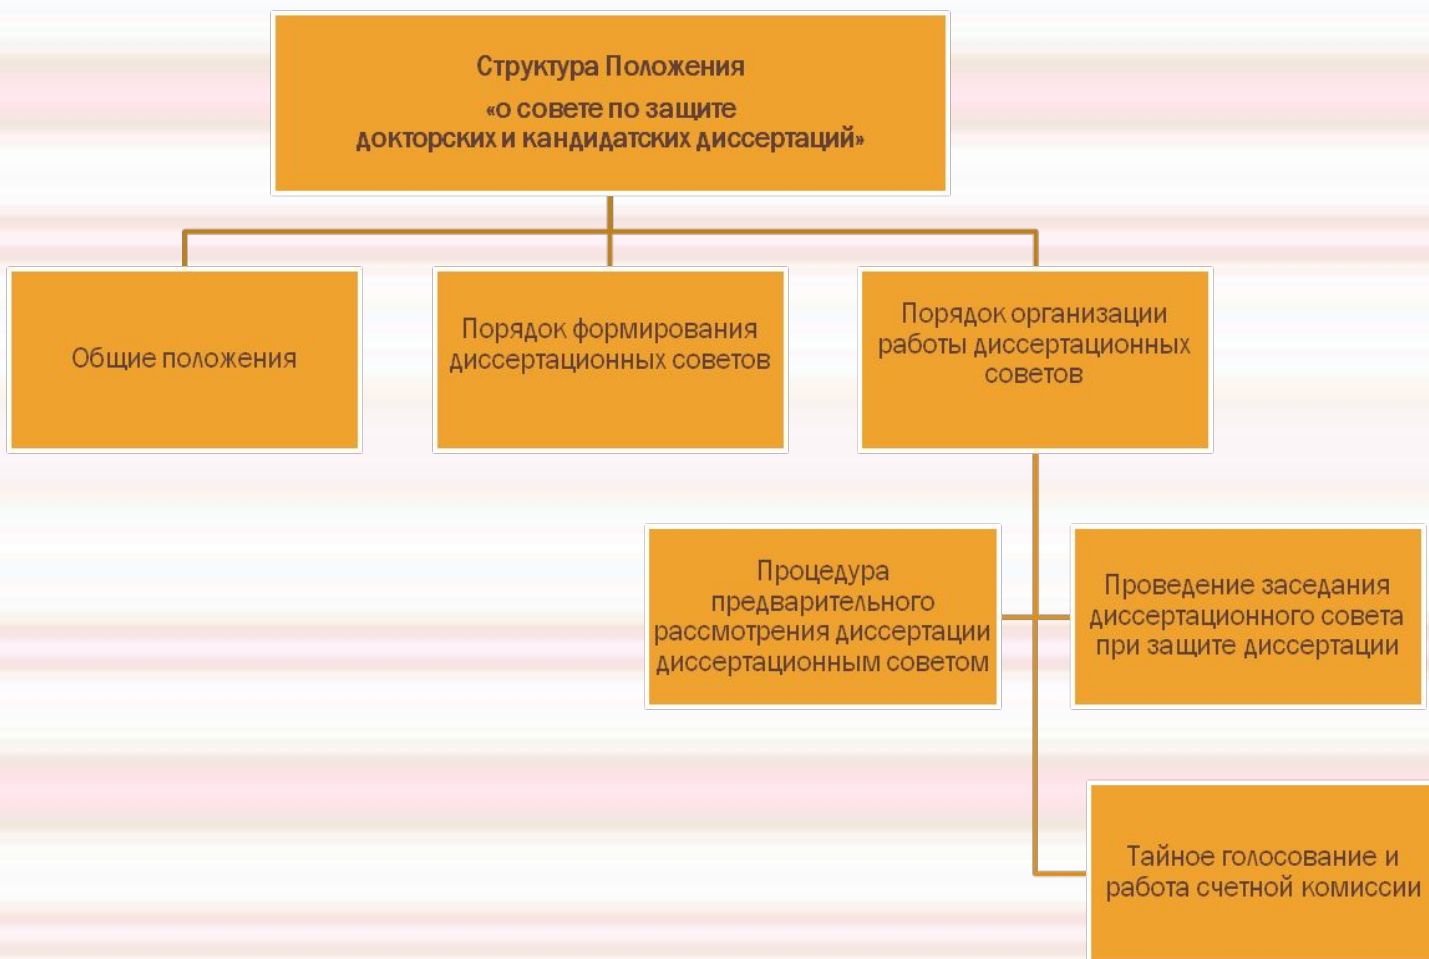 Структура Положения
«о совете по защите
докторских и кандидатских диссертаций»
Общие положения
Порядок формирования
диссертационных советов
Порядок организации
работы диссертационных
советов
Процедура
предварительного
рассмотрения диссертации
диссертационным советом
Проведение заседания
диссертационного совета
при защите диссертации
Тайное голосование и
работа счетной комиссии